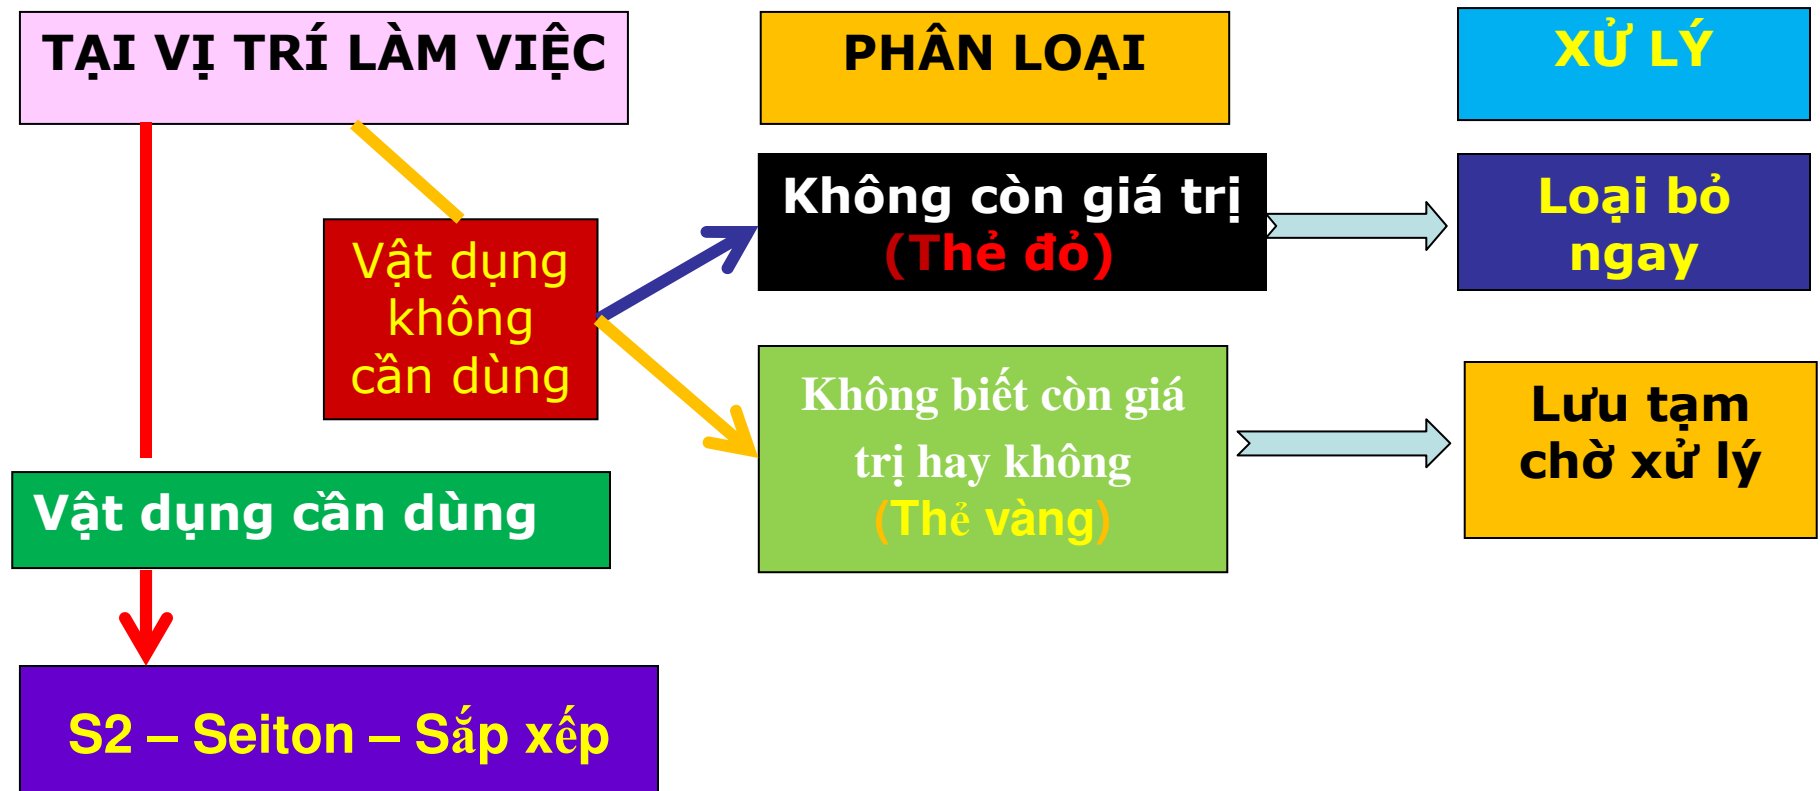 TẠI VỊ TRÍ LÀM VIỆC
PHÂN LOẠI
XỬ LÝ
Vật dụng
không
cần dùng
Không còn giá trị
(Thẻ đỏ)
Loại bỏ
ngay
Không biết còn giá
trị hay không
(Thẻ vàng)
Lưu tạm
chờ xử lý
Vật dụng cần dùng
S2 – Seiton – Sắp xếp